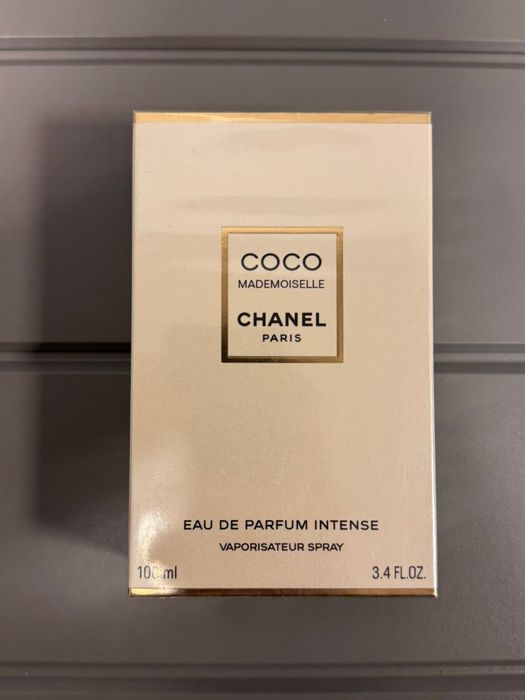 COCO
MADEMOISELLE
CHANEL
PARIS
EAU DE PARFUM INTENSE
VAPORISATEUR SPRAY
100 ml 3.4 FL.OZ.